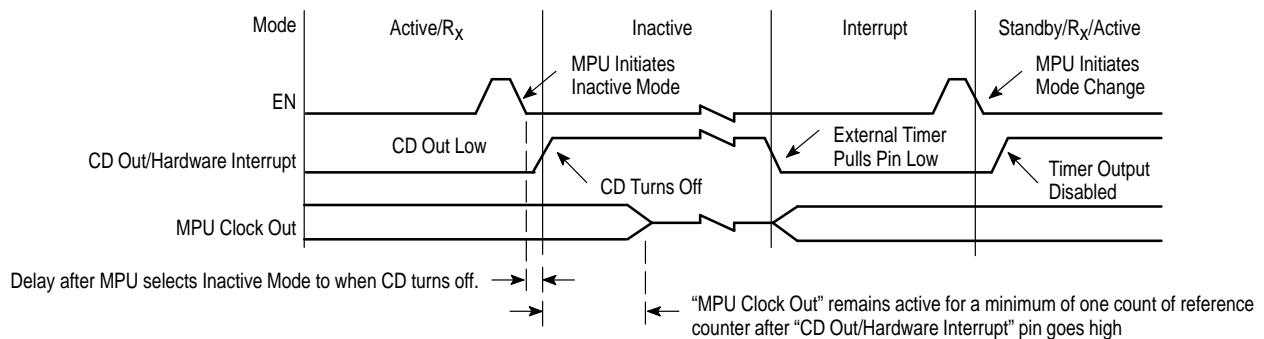 Mode
Active/RX
Inactive
Interrupt
Standby/RX/Active
EN
MPU Initiates
Inactive Mode
MPU Initiates
Mode Change
CD Out/Hardware Interrupt
CD Out Low
CD Turns Off
External Timer
Pulls Pin Low
Timer Output
Disabled
MPU Clock Out
Delay after MPU selects Inactive Mode to when CD turns off.
“MPU Clock Out” remains active for a minimum of one count of reference
counter after “CD Out/Hardware Interrupt” pin goes high